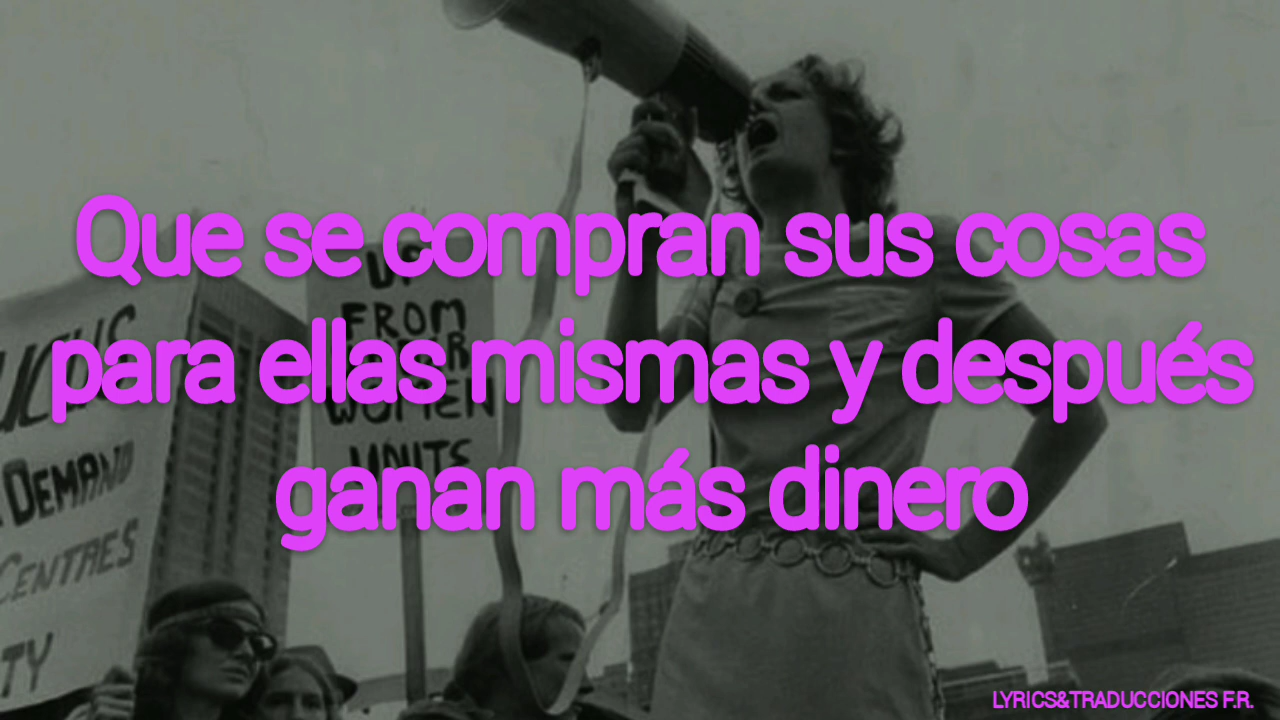 Que se compran sus cosas
para ellas mismas y después
ganan más dinero
FROM
WOMEN
UNITS
DEMAND
CENTRES
TY
LYRICS&TRADUCCIONES F.R.